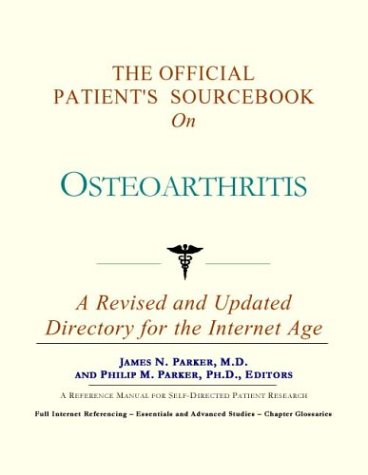 THE OFFICIAL
PATIENT'S SOURCEBOOK
On
OSTEOARTHRITIS
A Revised and Updated
Directory for the Internet Age
JAMES N. PARKER, M.D.
AND PHILIP M. PARKER, PH.D., EDITORS
A REFERENCE MANUAL FOR SELF-DIRECTED PATIENT RESEARCH
Full Internet Referencing – Essentials and Advanced Studies – Chapter Glossaries